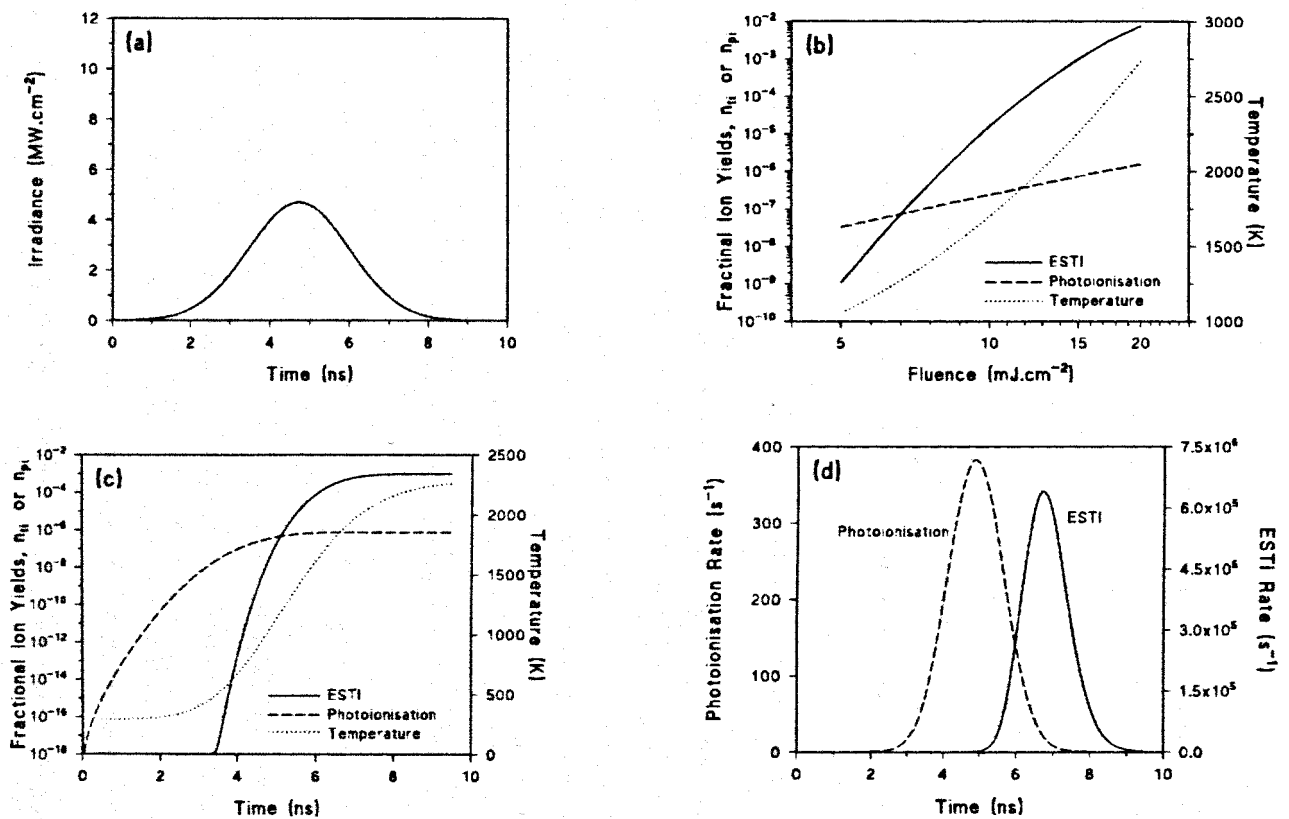 (a)
Irradiance (MW.cm⁻²)
12
10
8
6
4
2
0
0 2 4 6 8 10
Time (ns)
(b)
Fractinal Ion Yields, n_ti or n_pi
10⁻²
10⁻³
10⁻⁴
10⁻⁵
10⁻⁶
10⁻⁷
10⁻⁸
10⁻⁹
10⁻¹⁰
3000
2500
2000
1500
1000
Temperature (K)
ESTI
Photoionisation
Temperature
5 10 15 20
Fluence (mJ.cm⁻²)
(c)
Fractional Ion Yields, n_ti or n_pi
10⁻²
10⁻⁴
10⁻⁶
10⁻⁸
10⁻¹⁰
10⁻¹²
10⁻¹⁴
10⁻¹⁶
10⁻¹⁸
2500
2000
1500
1000
500
0
Temperature (K)
ESTI
Photoionisation
Temperature
0 2 4 6 8 10
Time (ns)
(d)
Photoionisation Rate (s⁻¹)
400
300
200
100
0
Photoionisation
ESTI
7.5x10⁶
6.0x10⁵
4.5x10⁶
3.0x10⁵
1.5x10⁵
0.0
ESTI Rate (s⁻¹)
0 2 4 6 8 10
Time (ns)